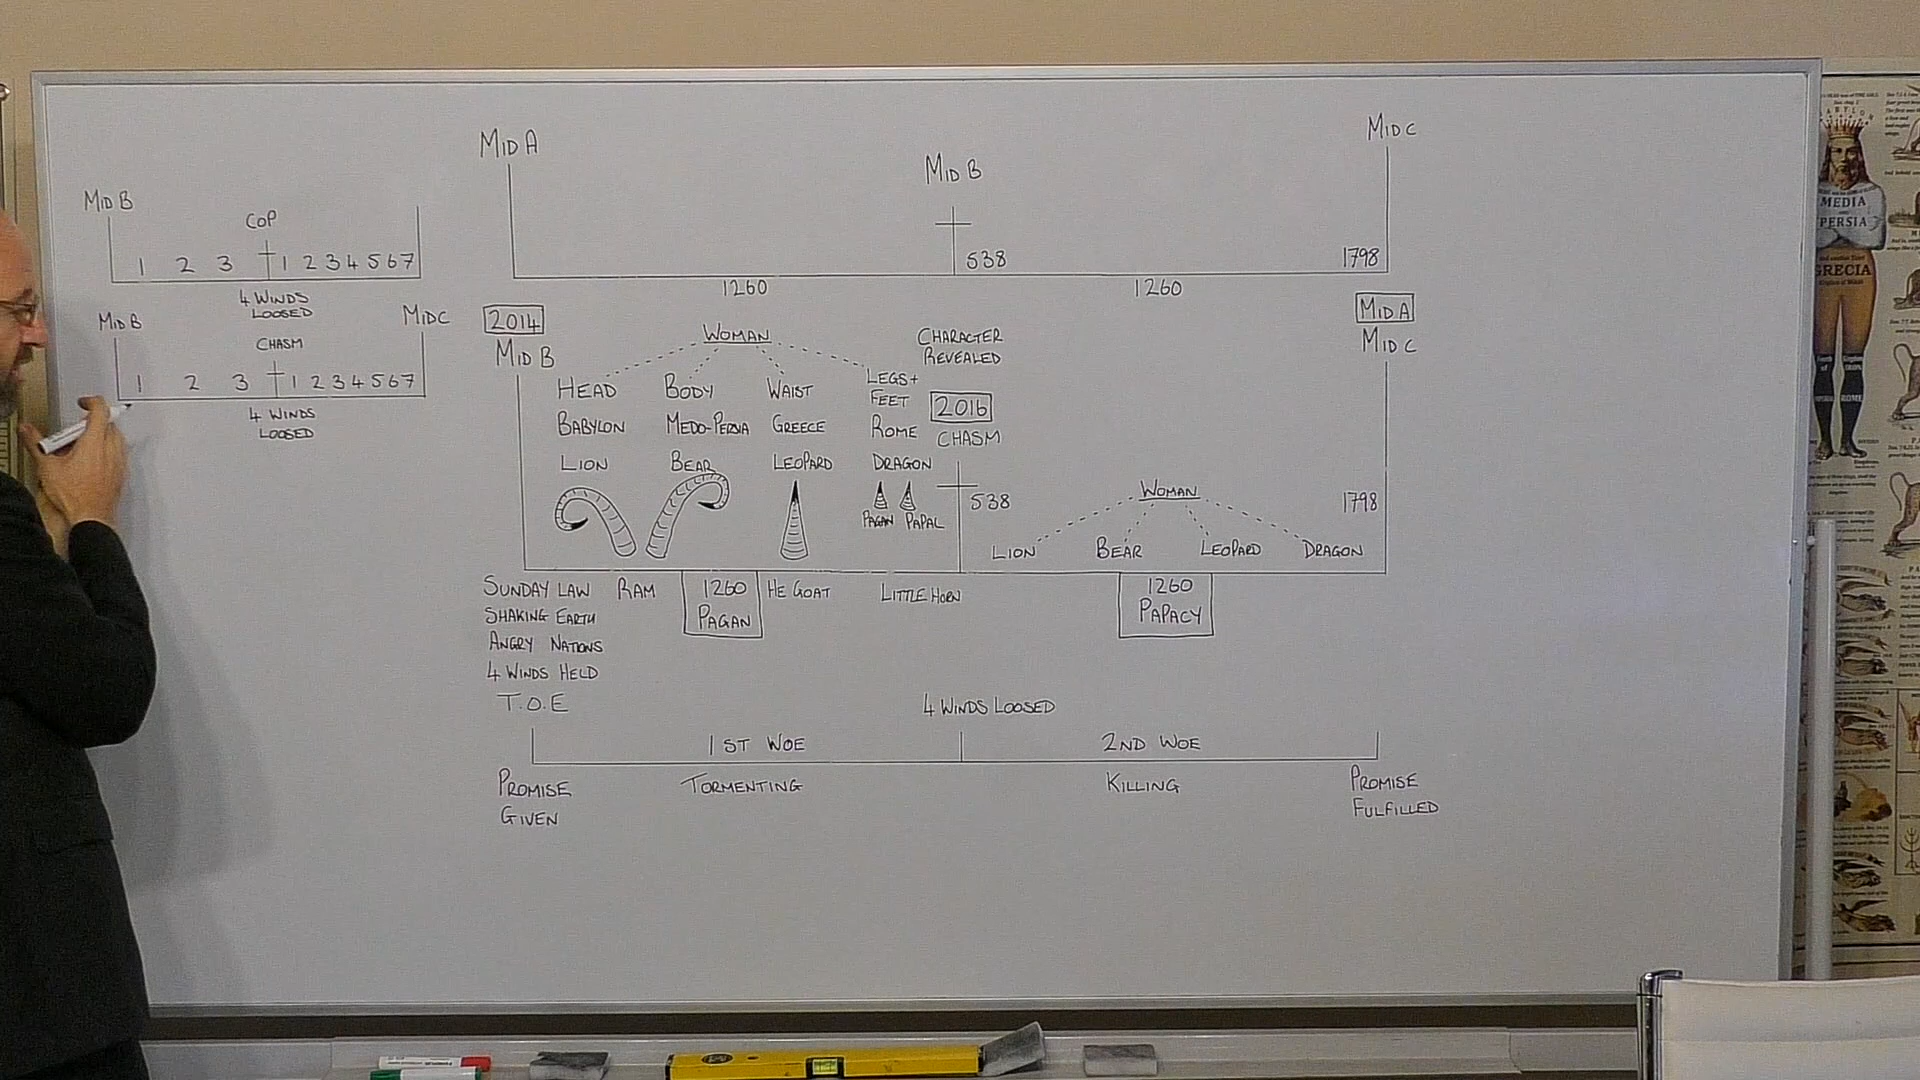 MID B
COP
1 2 3 1 2 3 4 5 6 7
4 WINDS
LOOSED
MID B
MID C
CHASM
1 2 3 1 2 3 4 5 6 7
4 WINDS
LOOSED
MID A
MID B
MID C
538
1798
1260
1260
2014
MID B
WOMAN
CHARACTER
REVEALED
MID A
MID C
HEAD
BODY
WAIST
LEGS+
FEET
2016
BABYLON
MEDO-PERSIA
GREECE
ROME
CHASM
LION
BEAR
LEOPARD
DRAGON
PAGAN
PAPAL
538
WOMAN
1798
LION
BEAR
LEOPARD
DRAGON
SUNDAY LAW
RAM
1260
PAGAN
HE GOAT
LITTLE HORN
1260
PAPACY
SHAKING EARTH
ANGRY NATIONS
4 WINDS HELD
T.O.E
4 WINDS LOOSED
1ST WOE
2ND WOE
PROMISE
GIVEN
TORMENTING
KILLING
PROMISE
FULFILLED
BABYLON
MEDIA
PERSIA
GRECIA
ROME